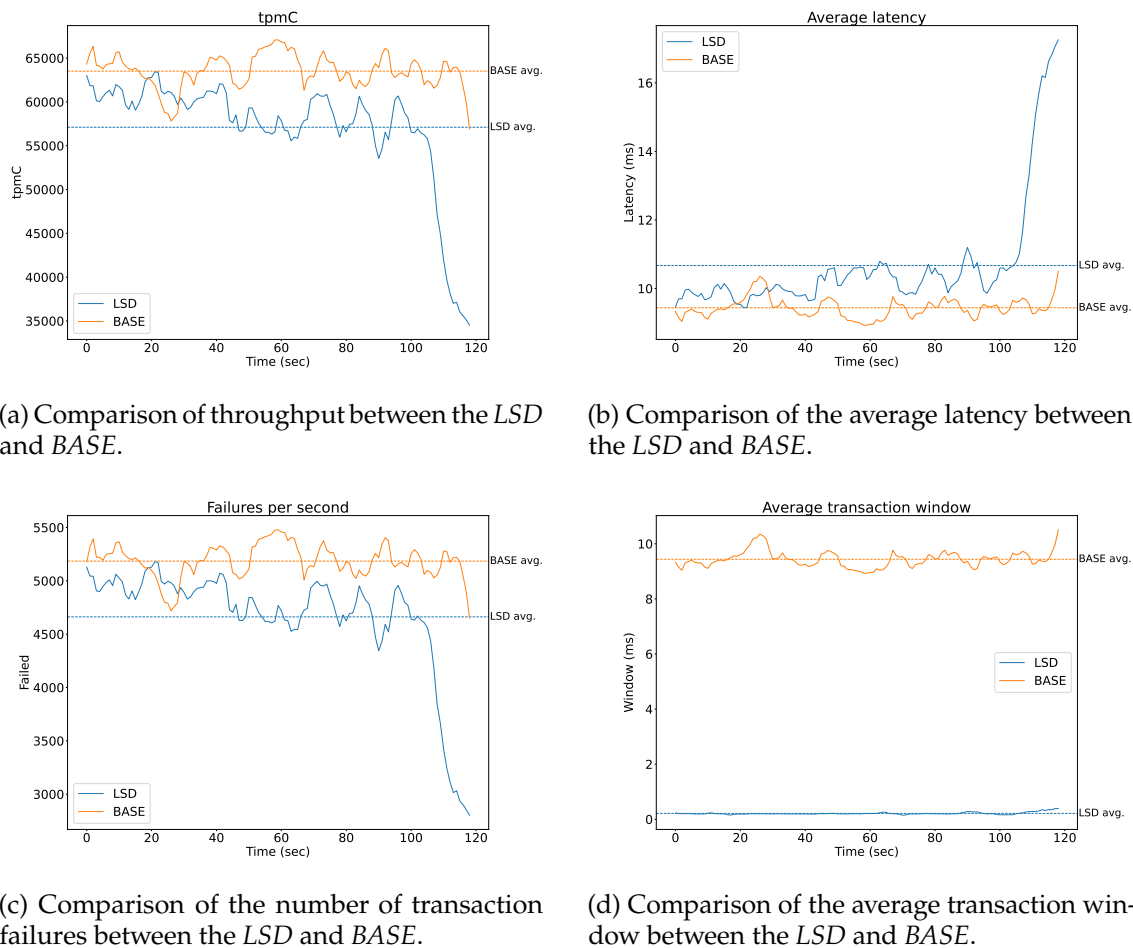 tpmC
65000
60000
55000
50000
45000
40000
35000
tpmC
BASE avg.
LSD avg.
LSD
BASE
0 20 40 60 80 100 120
Time (sec)
Average latency
16
14
12
10
Latency (ms)
LSD
BASE
LSD avg.
BASE avg.
0 20 40 60 80 100 120
Time (sec)
(a) Comparison of throughput between the LSD
and BASE.
(b) Comparison of the average latency between
the LSD and BASE.
Failures per second
5500
5000
4500
4000
3500
3000
Failed
BASE avg.
LSD avg.
LSD
BASE
0 20 40 60 80 100 120
Time (sec)
Average transaction window
10
8
6
4
2
0
Window (ms)
BASE avg.
LSD
BASE
LSD avg.
0 20 40 60 80 100 120
Time (sec)
(c) Comparison of the number of transaction
failures between the LSD and BASE.
(d) Comparison of the average transaction win-
dow between the LSD and BASE.